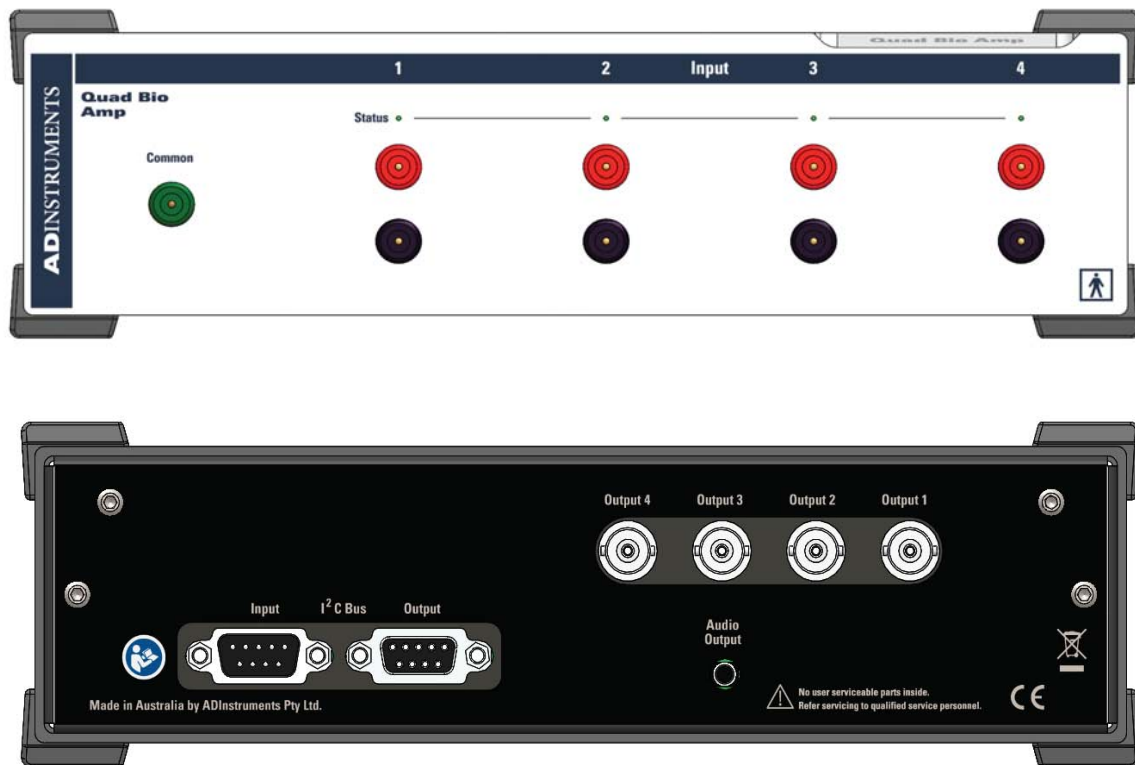 Quad Bio Amp
1 2 Input 3 4
ADINSTRUMENTS
Quad Bio
Amp
Status
Common
Output 4 Output 3 Output 2 Output 1
Input I²C Bus Output
Audio
Output
Made in Australia by ADInstruments Pty Ltd.
No user serviceable parts inside.
Refer servicing to qualified service personnel.
CE